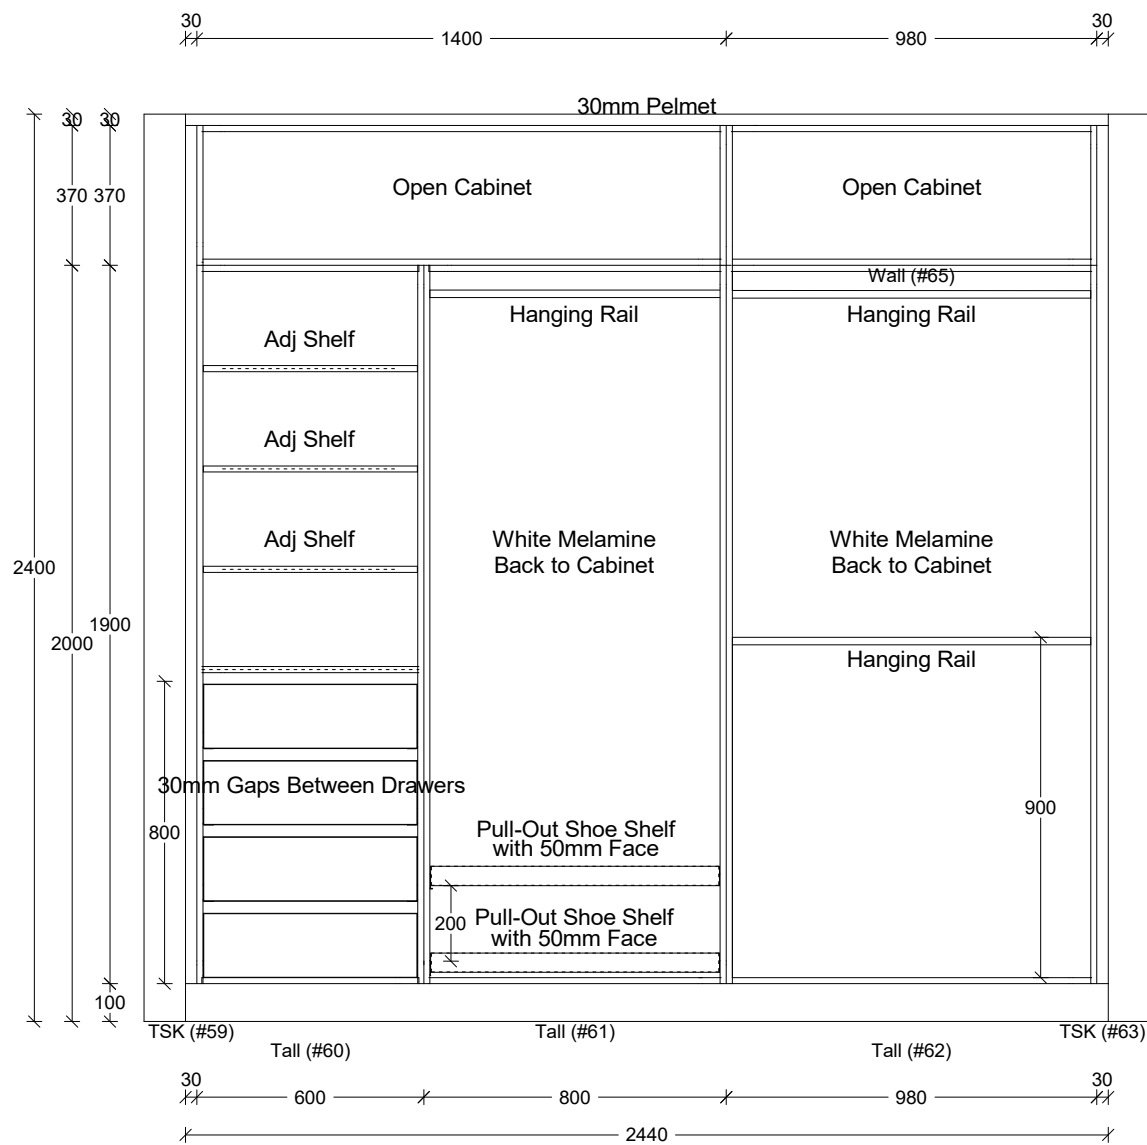 30
30
1400
980
30mm Pelmet
30
30
370
370
Open Cabinet
Open Cabinet
Wall (#65)
Hanging Rail
Hanging Rail
Adj Shelf
Adj Shelf
Adj Shelf
White Melamine
Back to Cabinet
White Melamine
Back to Cabinet
2400
1900
2000
Hanging Rail
30mm Gaps Between Drawers
900
800
Pull-Out Shoe Shelf
with 50mm Face
200
Pull-Out Shoe Shelf
with 50mm Face
100
TSK (#59)
Tall (#61)
TSK (#63)
Tall (#60)
Tall (#62)
30
30
600
800
980
2440